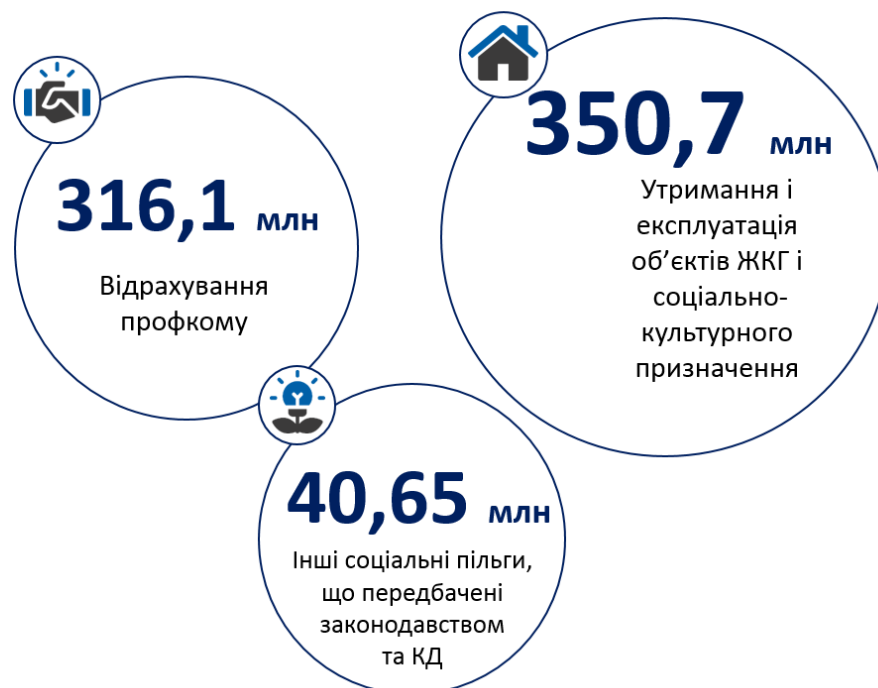 316,1 млн
Відрахування
профкому
350,7 млн
Утримання і
експлуатація
об’єктів ЖКГ і
соціально-
культурного
призначення
40,65 млн
Інші соціальні пільги,
що передбачені
законодавством
та КД